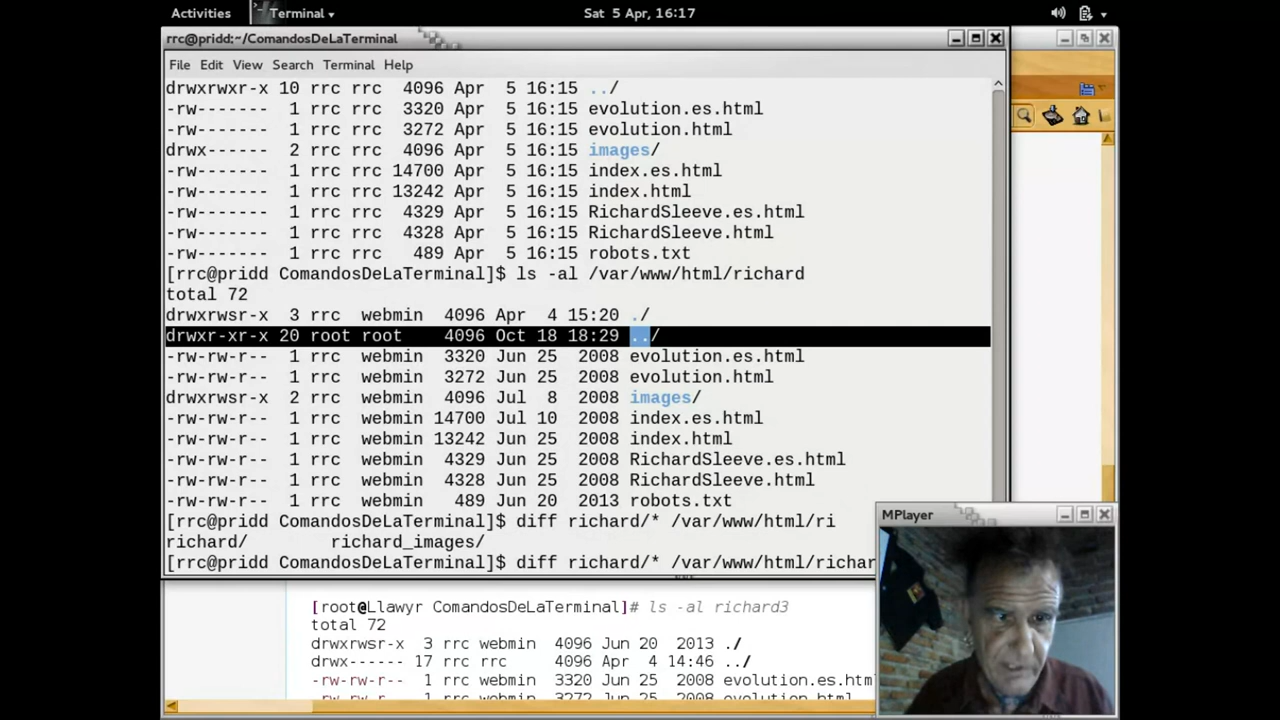 Activities Terminal Sat 5 Apr, 16:17
rrc@pridd:~/ComandosDeLaTerminal
File Edit View Search Terminal Help
drwxrwxr-x 10 rrc rrc 4096 Apr 5 16:15 ../
-rw------- 1 rrc rrc 3320 Apr 5 16:15 evolution.es.html
-rw------- 1 rrc rrc 3272 Apr 5 16:15 evolution.html
drwx------ 2 rrc rrc 4096 Apr 5 16:15 images/
-rw------- 1 rrc rrc 14700 Apr 5 16:15 index.es.html
-rw------- 1 rrc rrc 13242 Apr 5 16:15 index.html
-rw------- 1 rrc rrc 4329 Apr 5 16:15 RichardSleeve.es.html
-rw------- 1 rrc rrc 4328 Apr 5 16:15 RichardSleeve.html
-rw------- 1 rrc rrc 489 Apr 5 16:15 robots.txt
[rrc@pridd ComandosDeLaTerminal]$ ls -al /var/www/html/richard
total 72
drwxrwsr-x 3 rrc webmin 4096 Apr 4 15:20 ./
drwxr-xr-x 20 root root 4096 Oct 18 18:29 ../
-rw-rw-r-- 1 rrc webmin 3320 Jun 25 2008 evolution.es.html
-rw-rw-r-- 1 rrc webmin 3272 Jun 25 2008 evolution.html
drwxrwsr-x 2 rrc webmin 4096 Jul 8 2008 images/
-rw-rw-r-- 1 rrc webmin 14700 Jul 10 2008 index.es.html
-rw-rw-r-- 1 rrc webmin 13242 Jun 25 2008 index.html
-rw-rw-r-- 1 rrc webmin 4329 Jun 25 2008 RichardSleeve.es.html
-rw-rw-r-- 1 rrc webmin 4328 Jun 25 2008 RichardSleeve.html
-rw-rw-r-- 1 rrc webmin 489 Jun 20 2013 robots.txt
[rrc@pridd ComandosDeLaTerminal]$ diff richard/* /var/www/html/ri
richard/ richard_images/
[rrc@pridd ComandosDeLaTerminal]$ diff richard/* /var/www/html/richar
MPlayer
[root@Llawyr ComandosDeLaTerminal]# ls -al richard3
total 72
drwxrwsr-x 3 rrc webmin 4096 Jun 20 2013 ./
drwx------ 17 rrc rrc 4096 Apr 4 14:46 ../
-rw-rw-r-- 1 rrc webmin 3320 Jun 25 2008 evolution.es.htm
-rw-rw-r-- 1 rrc webmin 3272 Jun 25 2008 evolution.html